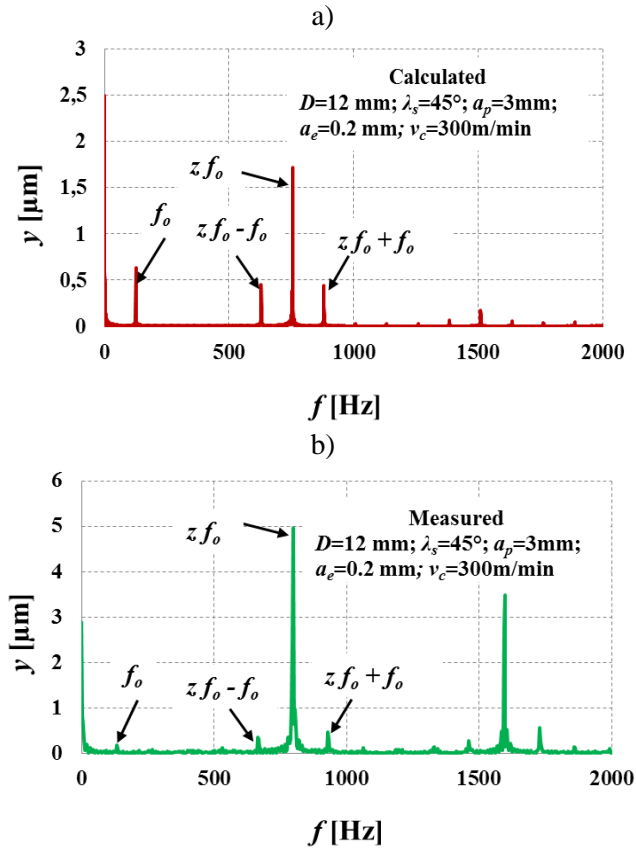 a)
3
2,5
2
1,5
1
0,5
0
y [μm]
Calculated
D=12 mm; λs=45°; ap=3mm;
ae=0.2 mm; vc=300m/min
z fo
fo
z fo - fo
z fo + fo
0 500 1000 1500 2000
f [Hz]
b)
6
5
4
3
2
1
0
y [μm]
Measured
D=12 mm; λs=45°; ap=3mm;
ae=0.2 mm; vc=300m/min
z fo
fo
z fo - fo
z fo + fo
0 500 1000 1500 2000
f [Hz]